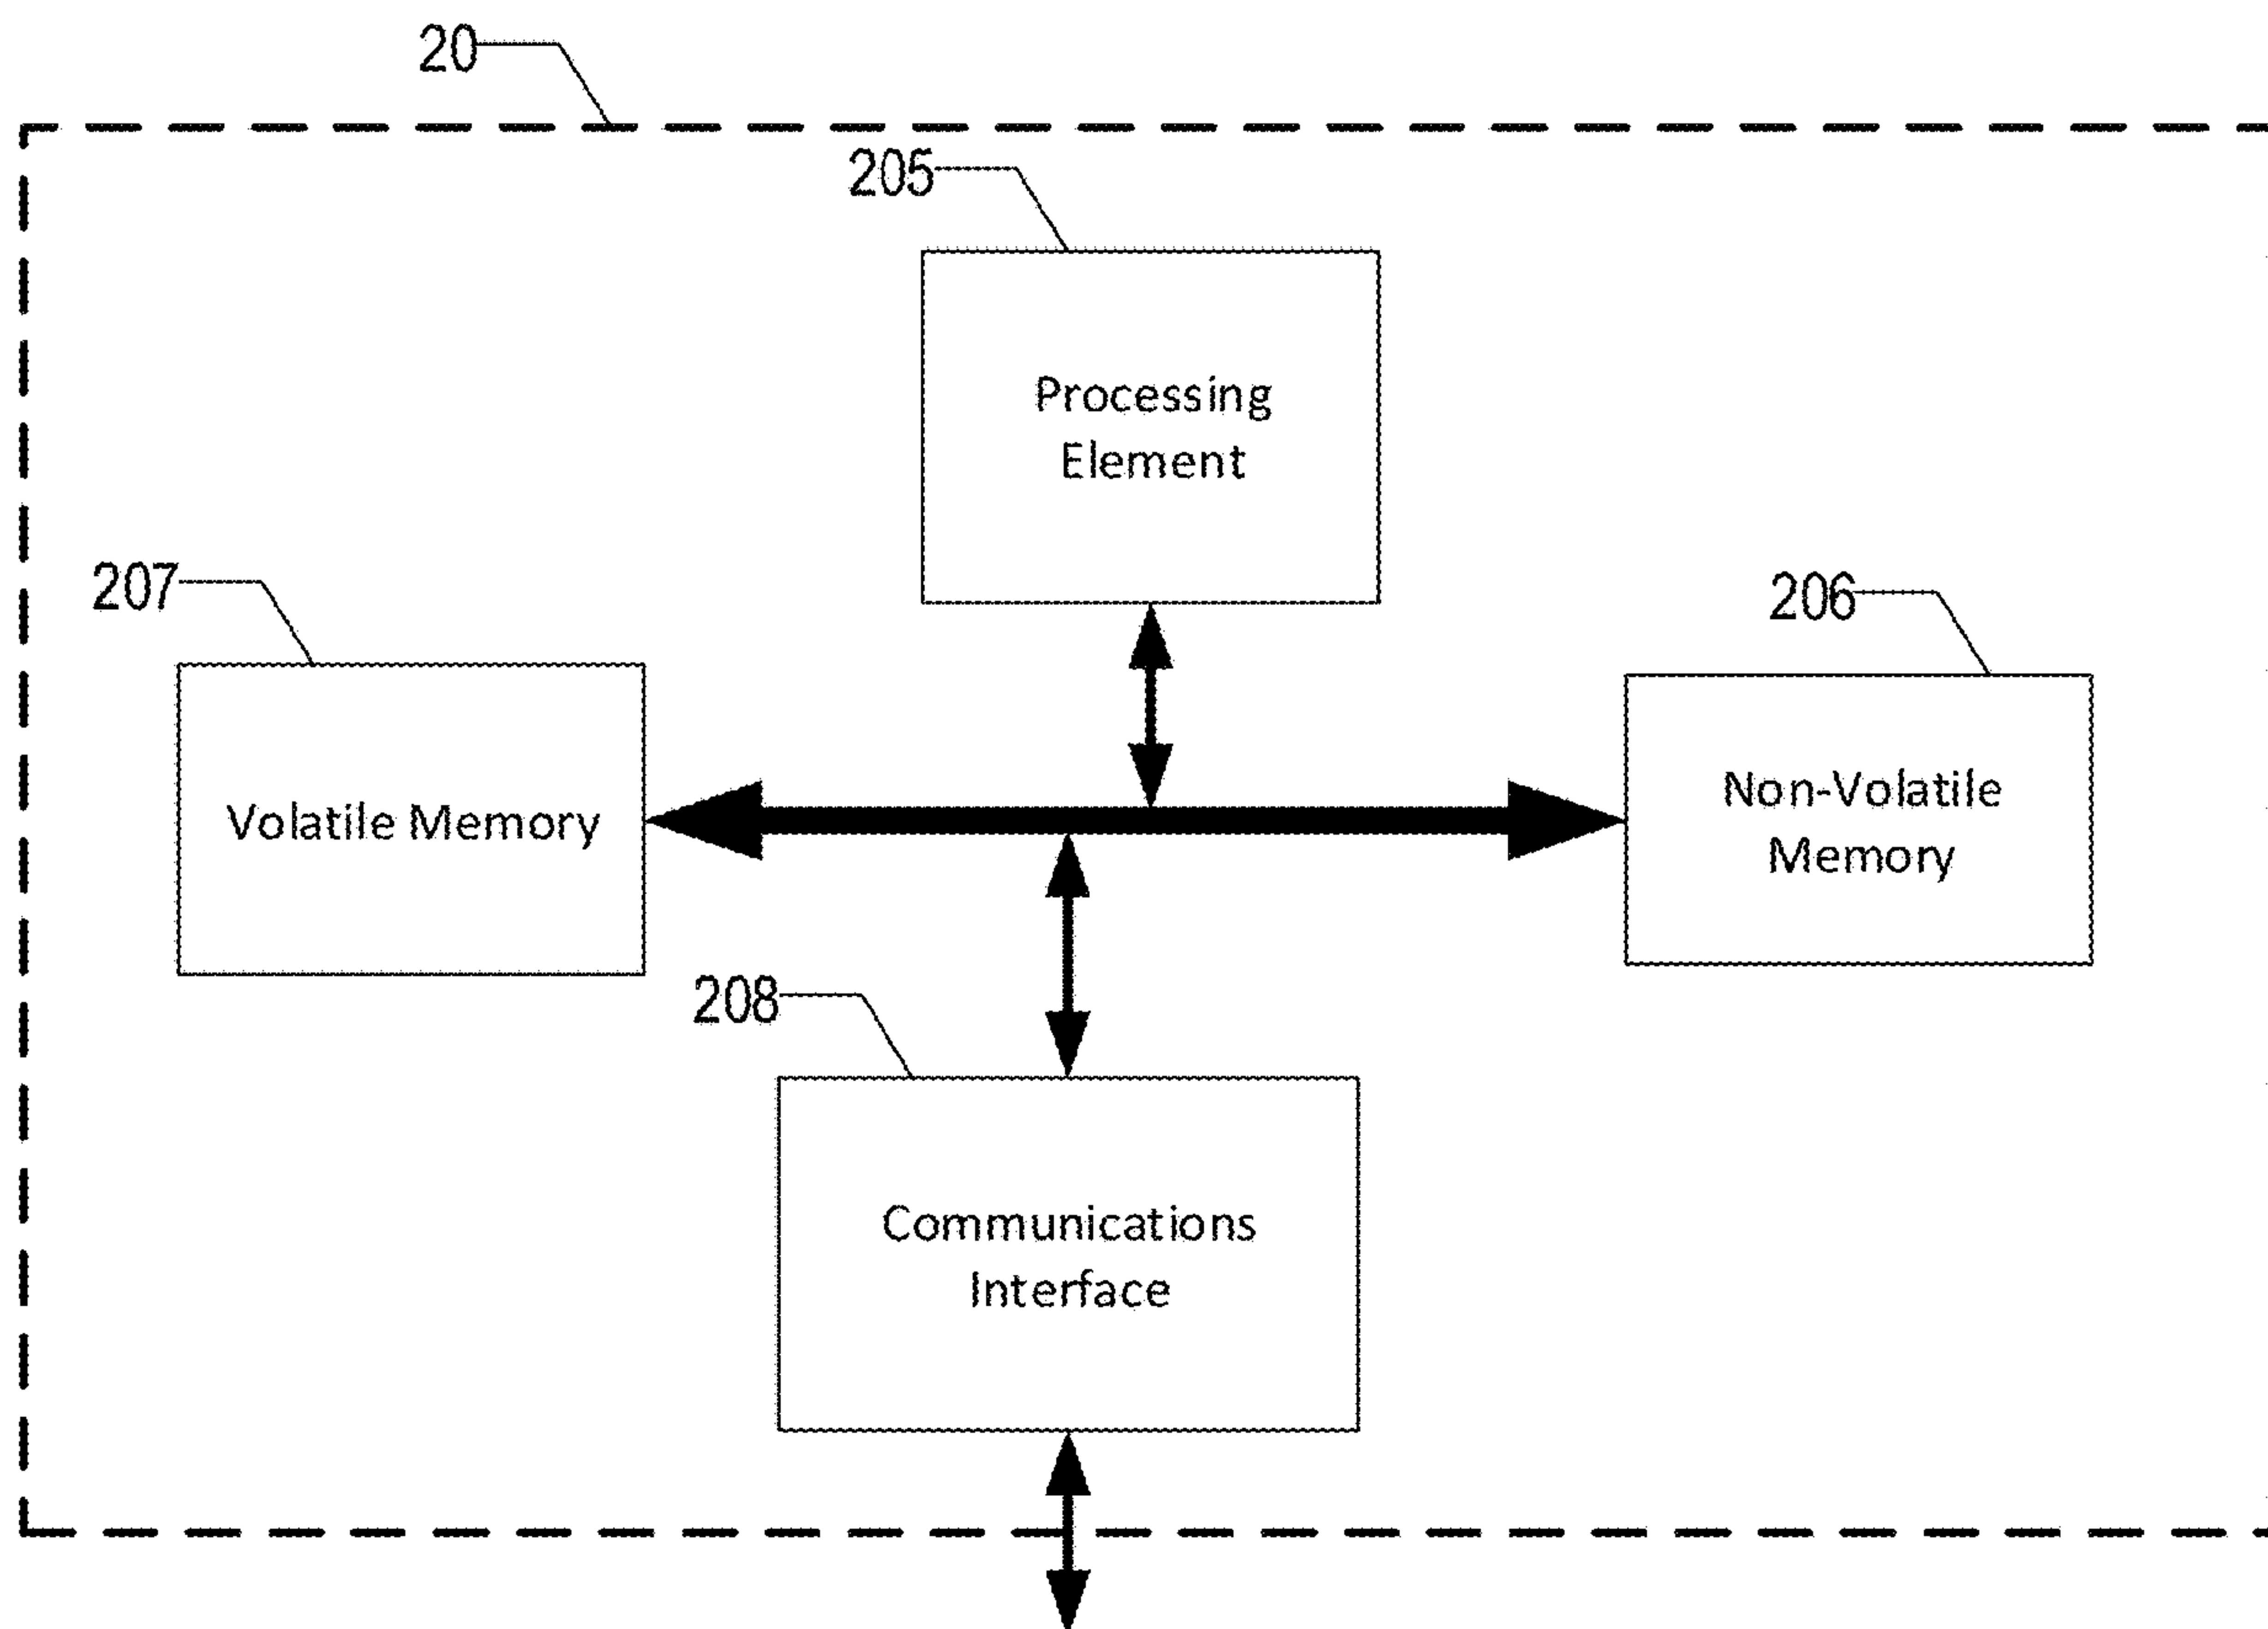 20
205
Processing
Element
207
206
Volatile Memory
Non-Volatile
Memory
208
Communications
Interface